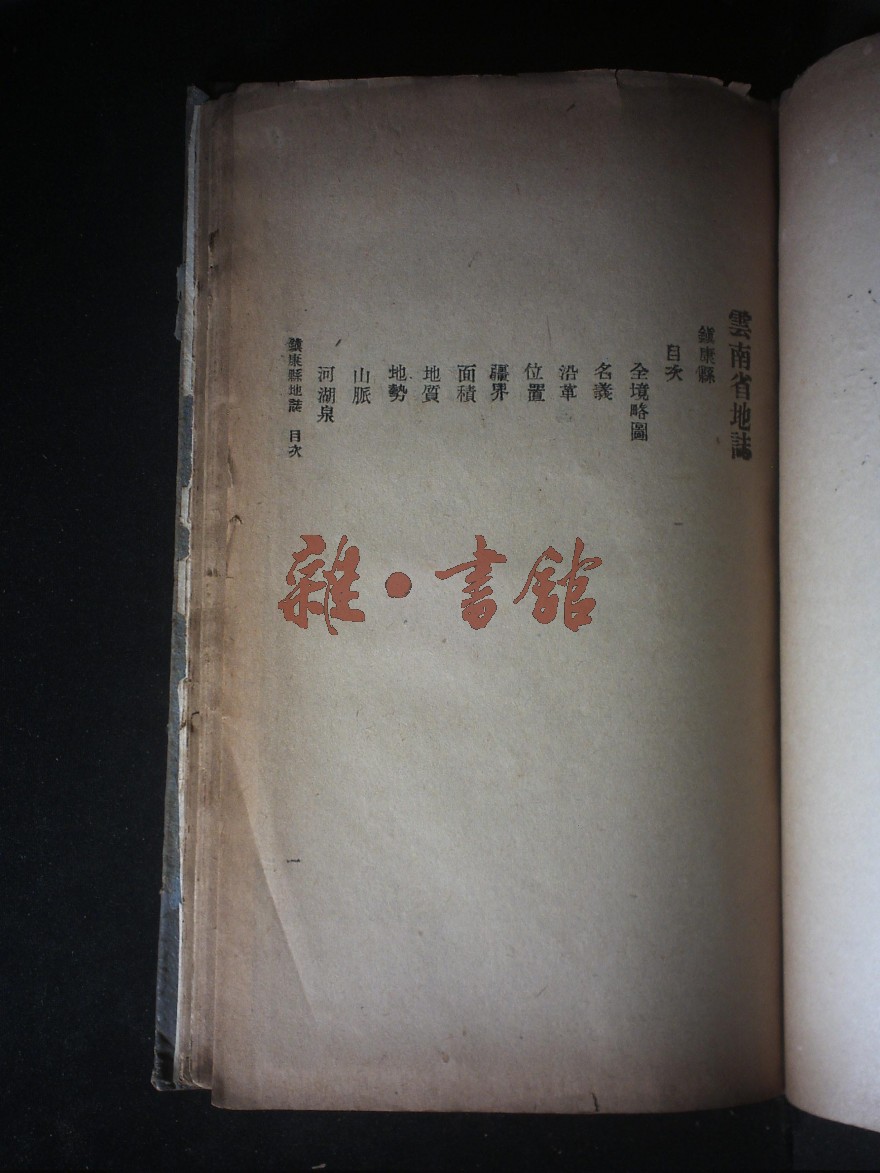 雲南省地誌
鎮康縣
目次
全境略圖
名義
沿革
位置
疆界
面積
地質
地勢
山脈
河湖泉
鎮康縣地誌　目次
一
雜·書館